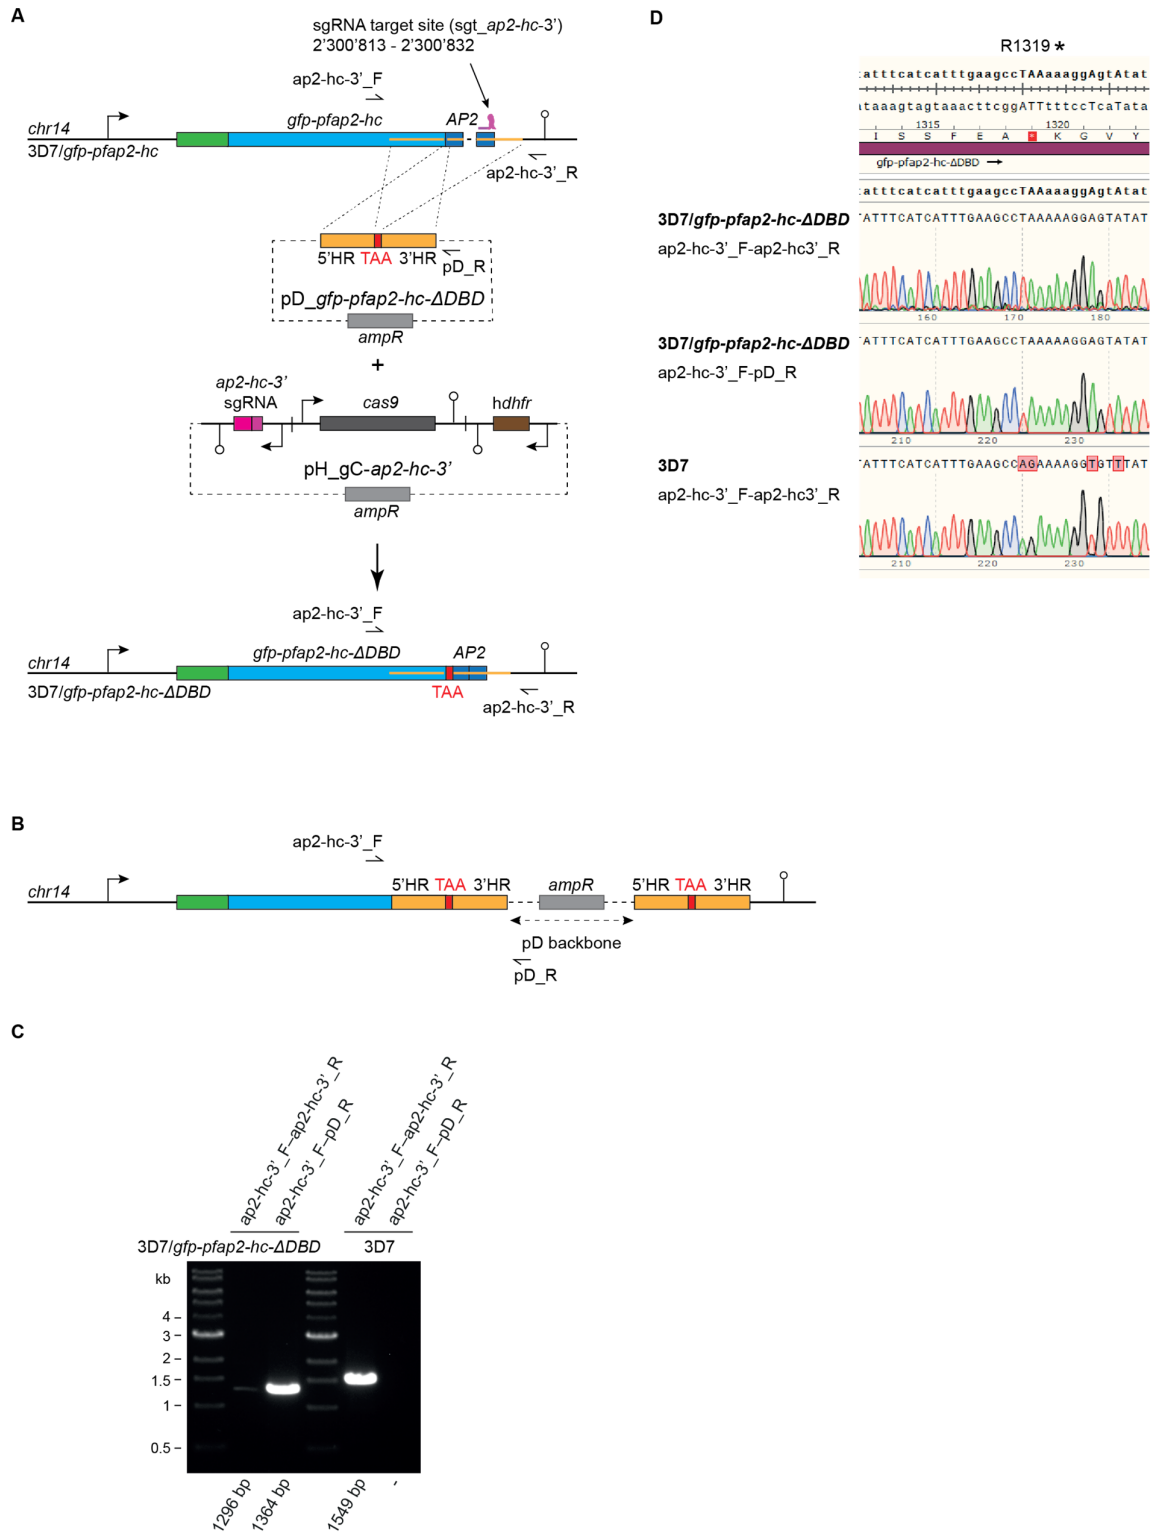 A
sgRNA target site (sgt_ap2-hc-3')
2'300'813 - 2'300'832
ap2-hc-3'_F
gfp-pfap2-hc
AP2
chr14
3D7/gfp-pfap2-hc
ap2-hc-3'_R
5'HR TAA 3'HR
pD_R
pD_gfp-pfap2-hc-ΔDBD
ampR
+
ap2-hc-3'
sgRNA
cas9
hdhfr
pH_gC-ap2-hc-3'
ampR
ap2-hc-3'_F
chr14
gfp-pfap2-hc-ΔDBD
AP2
3D7/gfp-pfap2-hc-ΔDBD
TAA
ap2-hc-3'_R
B
ap2-hc-3'_F
chr14
5'HR TAA 3'HR
ampR
5'HR TAA 3'HR
pD backbone
pD_R
C
ap2-hc-3'_F–ap2-hc-3'_R
ap2-hc-3'_F–pD_R
ap2-hc-3'_F–ap2-hc-3'_R
ap2-hc-3'_F–pD_R
3D7/gfp-pfap2-hc-ΔDBD
3D7
kb
4
3
2
1.5
1
0.5
1296 bp
1364 bp
1549 bp
-
D
R1319 *
atttcatcatttgaagccTAAaaaggAgtAtat
ataaagtagtaaacttcggATTtttccTcaTata
1315 1320
I S S F E A * K G V Y
gfp-pfap2-hc-ΔDBD
atttcatcatttgaagccTAAaaaggAgtAtat
3D7/gfp-pfap2-hc-ΔDBD
ap2-hc-3'_F-ap2-hc3'_R
ATTTCATCATTTGAAGCCTAAAAAGGAGTATAT
160 170 180
3D7/gfp-pfap2-hc-ΔDBD
ap2-hc-3'_F-pD_R
ATTTCATCATTTGAAGCCTAAAAAGGAGTATAT
210 220 230
3D7
ap2-hc-3'_F-ap2-hc3'_R
ATTTCATCATTTGAAGCCAGAAAAGGTGTTTAT
210 220 230